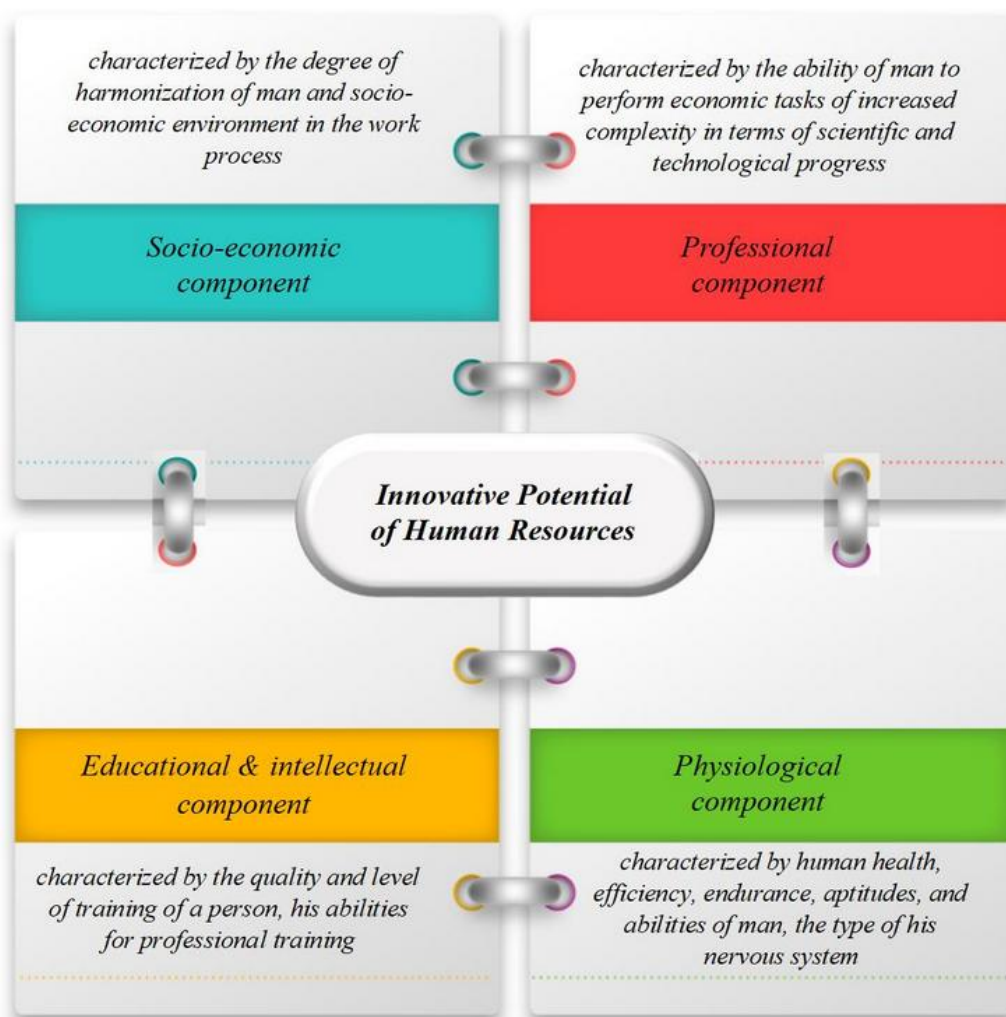 characterized by the degree of
harmonization of man and socio-
economic environment in the work
process
Socio-economic
component
characterized by the ability of man to
perform economic tasks of increased
complexity in terms of scientific and
technological progress
Professional
component
Innovative Potential
of Human Resources
Educational & intellectual
component
characterized by the quality and level
of training of a person, his abilities
for professional training
Physiological
component
characterized by human health,
efficiency, endurance, aptitudes, and
abilities of man, the type of his
nervous system